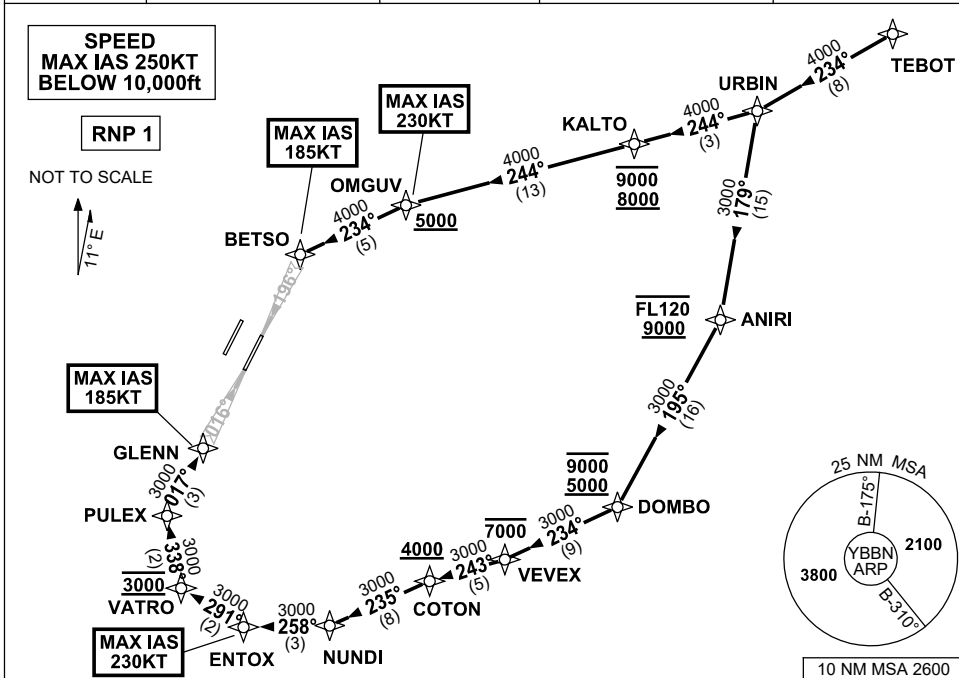 SPEED
MAX IAS 250KT
BELOW 10,000ft
RNP 1
NOT TO SCALE
11° E
TEBOT
4000
234°
(8)
URBIN
4000
244°
(3)
KALTO
9000
8000
4000
244°
(13)
MAX IAS
230KT
OMGUV
5000
4000
234°
(5)
MAX IAS
185KT
BETSO
196°
3000
179°
(15)
FL120
9000
ANIRI
3000
195°
(16)
9000
5000
DOMBO
3000
234°
(9)
7000
VEVEX
3000
243°
(5)
4000
COTON
3000
235°
(8)
NUNDI
3000
258°
(3)
ENTOX
MAX IAS
230KT
3000
291°
(2)
3000
VATRO
3000
338°
(2)
PULEX
3000
017°
(3)
GLENN
MAX IAS
185KT
016°
25 NM MSA
B-175°
YBBN
ARP
2100
3800
B-310°
10 NM MSA 2600